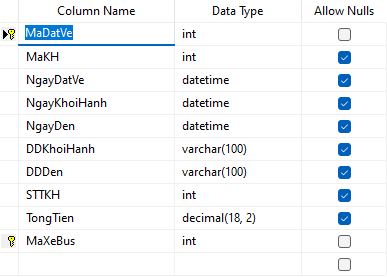 Column Name Data Type Allow Nulls
MaDatVe int
MaKH int
NgayDatVe datetime
NgayKhoiHanh datetime
NgayDen datetime
DDKhoiHanh varchar(100)
DDDen varchar(100)
STTKH int
TongTien decimal(18, 2)
MaXeBus int